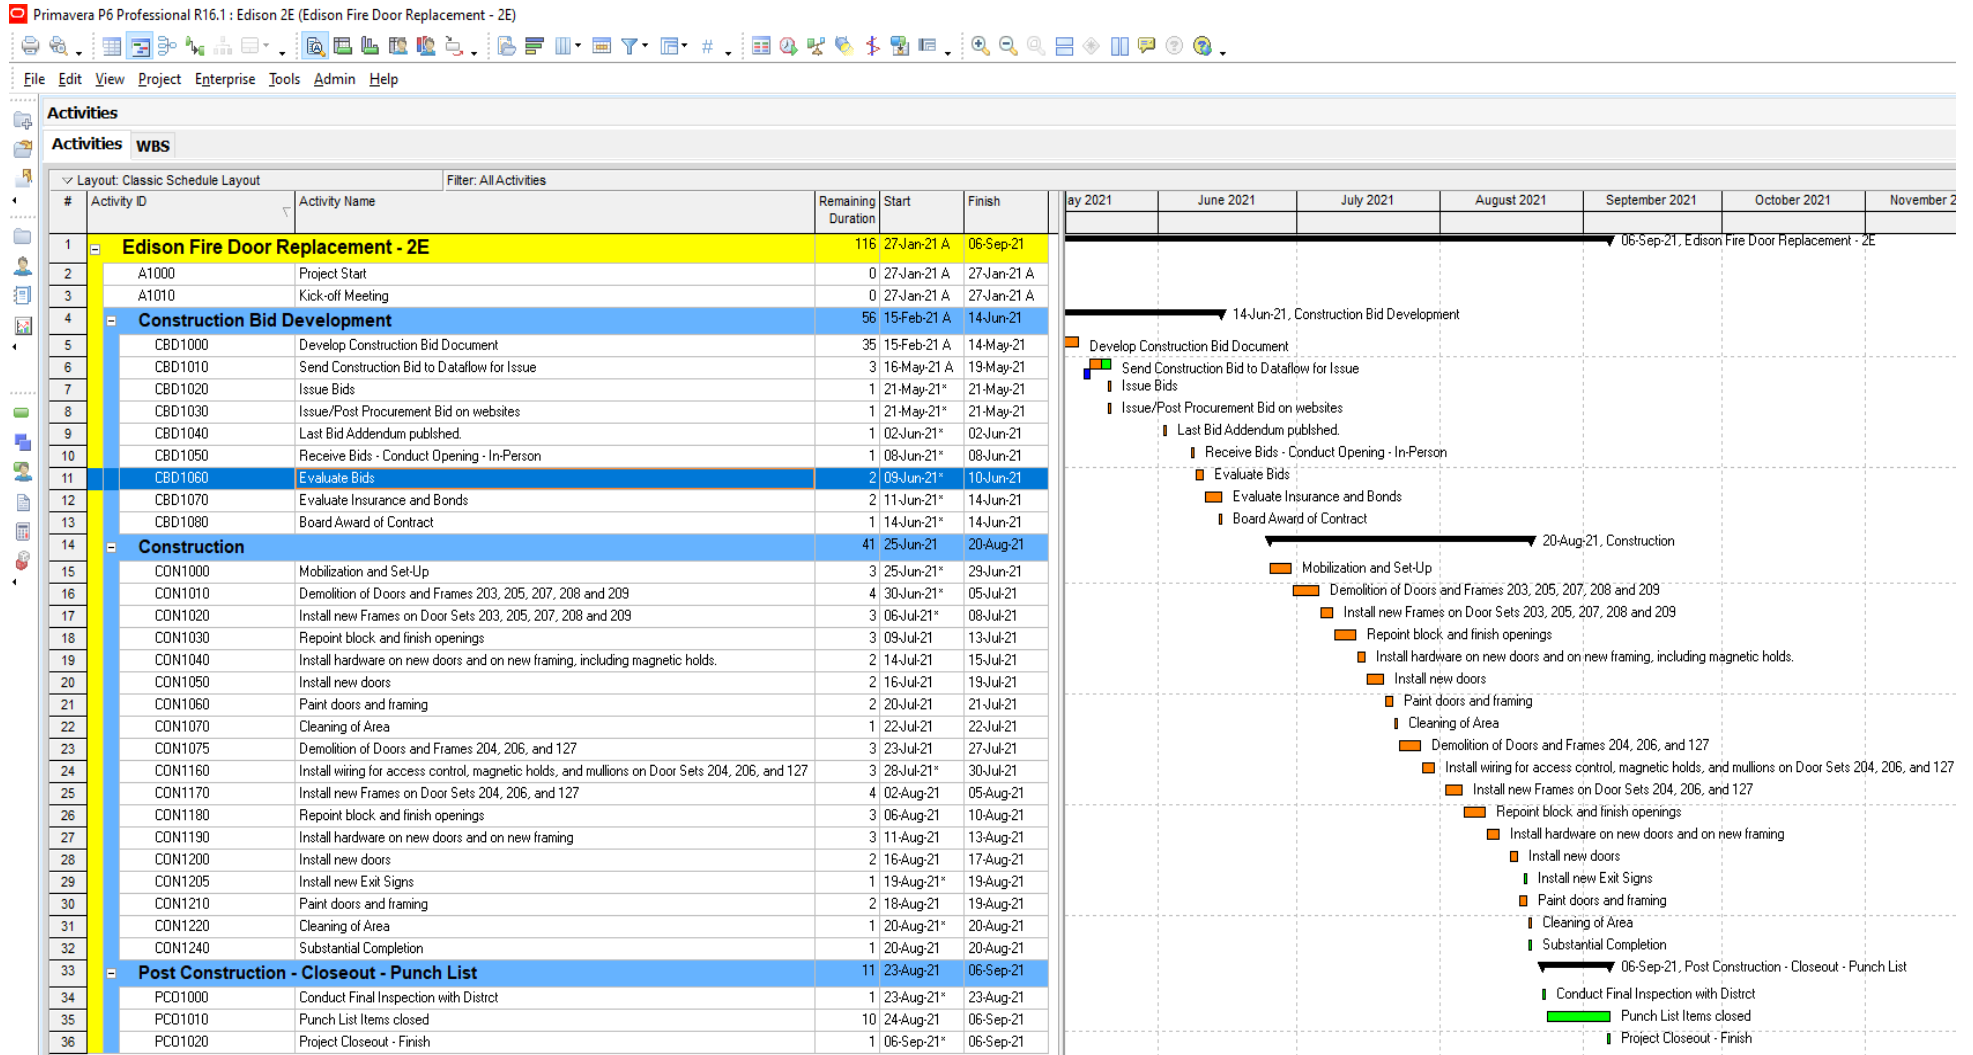 Primavera P6 Professional R16.1 : Edison 2E (Edison Fire Door Replacement - 2E)
File Edit View Project Enterprise Tools Admin Help
Activities
Activities WBS
Layout: Classic Schedule Layout Filter: All Activities
# Activity ID Activity Name Remaining Duration Start Finish ay 2021 June 2021 July 2021 August 2021 September 2021 October 2021 November 2
1 Edison Fire Door Replacement - 2E 116 27-Jan-21 A 06-Sep-21 06-Sep-21, Edison Fire Door Replacement - 2E
2 A1000 Project Start 0 27-Jan-21 A 27-Jan-21 A
3 A1010 Kick-off Meeting 0 27-Jan-21 A 27-Jan-21 A
4 Construction Bid Development 56 15-Feb-21 A 14-Jun-21 14-Jun-21, Construction Bid Development
5 CBD1000 Develop Construction Bid Document 35 15-Feb-21 A 14-May-21 Develop Construction Bid Document
6 CBD1010 Send Construction Bid to Dataflow for Issue 3 16-May-21 A 19-May-21 Send Construction Bid to Dataflow for Issue
7 CBD1020 Issue Bids 1 21-May-21* 21-May-21 Issue Bids
8 CBD1030 Issue/Post Procurement Bid on websites 1 21-May-21* 21-May-21 Issue/Post Procurement Bid on websites
9 CBD1040 Last Bid Addendum publshed. 1 02-Jun-21* 02-Jun-21 Last Bid Addendum publshed.
10 CBD1050 Receive Bids - Conduct Opening - In-Person 1 08-Jun-21* 08-Jun-21 Receive Bids - Conduct Opening - In-Person
11 CBD1060 Evaluate Bids 2 09-Jun-21* 10-Jun-21 Evaluate Bids
12 CBD1070 Evaluate Insurance and Bonds 2 11-Jun-21* 14-Jun-21 Evaluate Insurance and Bonds
13 CBD1080 Board Award of Contract 1 14-Jun-21* 14-Jun-21 Board Award of Contract
14 Construction 41 25-Jun-21 20-Aug-21 20-Aug-21, Construction
15 CON1000 Mobilization and Set-Up 3 25-Jun-21* 29-Jun-21 Mobilization and Set-Up
16 CON1010 Demolition of Doors and Frames 203, 205, 207, 208 and 209 4 30-Jun-21* 05-Jul-21 Demolition of Doors and Frames 203, 205, 207, 208 and 209
17 CON1020 Install new Frames on Door Sets 203, 205, 207, 208 and 209 3 06-Jul-21* 08-Jul-21 Install new Frames on Door Sets 203, 205, 207, 208 and 209
18 CON1030 Repoint block and finish openings 3 09-Jul-21 13-Jul-21 Repoint block and finish openings
19 CON1040 Install hardware on new doors and on new framing, including magnetic holds. 2 14-Jul-21 15-Jul-21 Install hardware on new doors and on new framing, including magnetic holds.
20 CON1050 Install new doors 2 16-Jul-21 19-Jul-21 Install new doors
21 CON1060 Paint doors and framing 2 20-Jul-21 21-Jul-21 Paint doors and framing
22 CON1070 Cleaning of Area 1 22-Jul-21 22-Jul-21 Cleaning of Area
23 CON1075 Demolition of Doors and Frames 204, 206, and 127 3 23-Jul-21 27-Jul-21 Demolition of Doors and Frames 204, 206, and 127
24 CON1160 Install wiring for access control, magnetic holds, and mullions on Door Sets 204, 206, and 127 3 28-Jul-21* 30-Jul-21 Install wiring for access control, magnetic holds, and mullions on Door Sets 204, 206, and 127
25 CON1170 Install new Frames on Door Sets 204, 206, and 127 4 02-Aug-21 05-Aug-21 Install new Frames on Door Sets 204, 206, and 127
26 CON1180 Repoint block and finish openings 3 06-Aug-21 10-Aug-21 Repoint block and finish openings
27 CON1190 Install hardware on new doors and on new framing 3 11-Aug-21 13-Aug-21 Install hardware on new doors and on new framing
28 CON1200 Install new doors 2 16-Aug-21 17-Aug-21 Install new doors
29 CON1205 Install new Exit Signs 1 19-Aug-21* 19-Aug-21 Install new Exit Signs
30 CON1210 Paint doors and framing 2 18-Aug-21 19-Aug-21 Paint doors and framing
31 CON1220 Cleaning of Area 1 20-Aug-21* 20-Aug-21 Cleaning of Area
32 CON1240 Substantial Completion 1 20-Aug-21 20-Aug-21 Substantial Completion
33 Post Construction - Closeout - Punch List 11 23-Aug-21 06-Sep-21 06-Sep-21, Post Construction - Closeout - Punch List
34 PCO1000 Conduct Final Inspection with Distrct 1 23-Aug-21* 23-Aug-21 Conduct Final Inspection with Distrct
35 PCO1010 Punch List Items closed 10 24-Aug-21 06-Sep-21 Punch List Items closed
36 PCO1020 Project Closeout - Finish 1 06-Sep-21* 06-Sep-21 Project Closeout - Finish